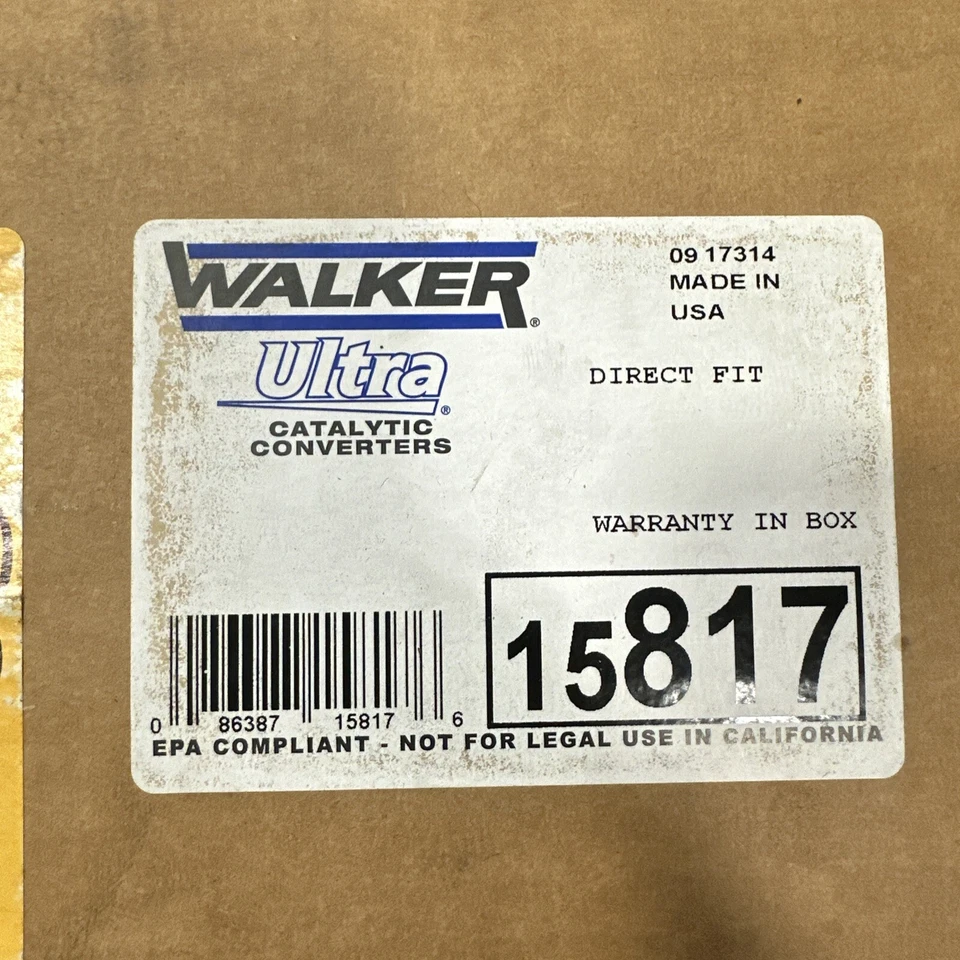 WALKER®
Ultra®
CATALYTIC
CONVERTERS
09 17314
MADE IN
USA
DIRECT FIT
WARRANTY IN BOX
15817
0 86387 15817 6
EPA COMPLIANT - NOT FOR LEGAL USE IN CALIFORNIA